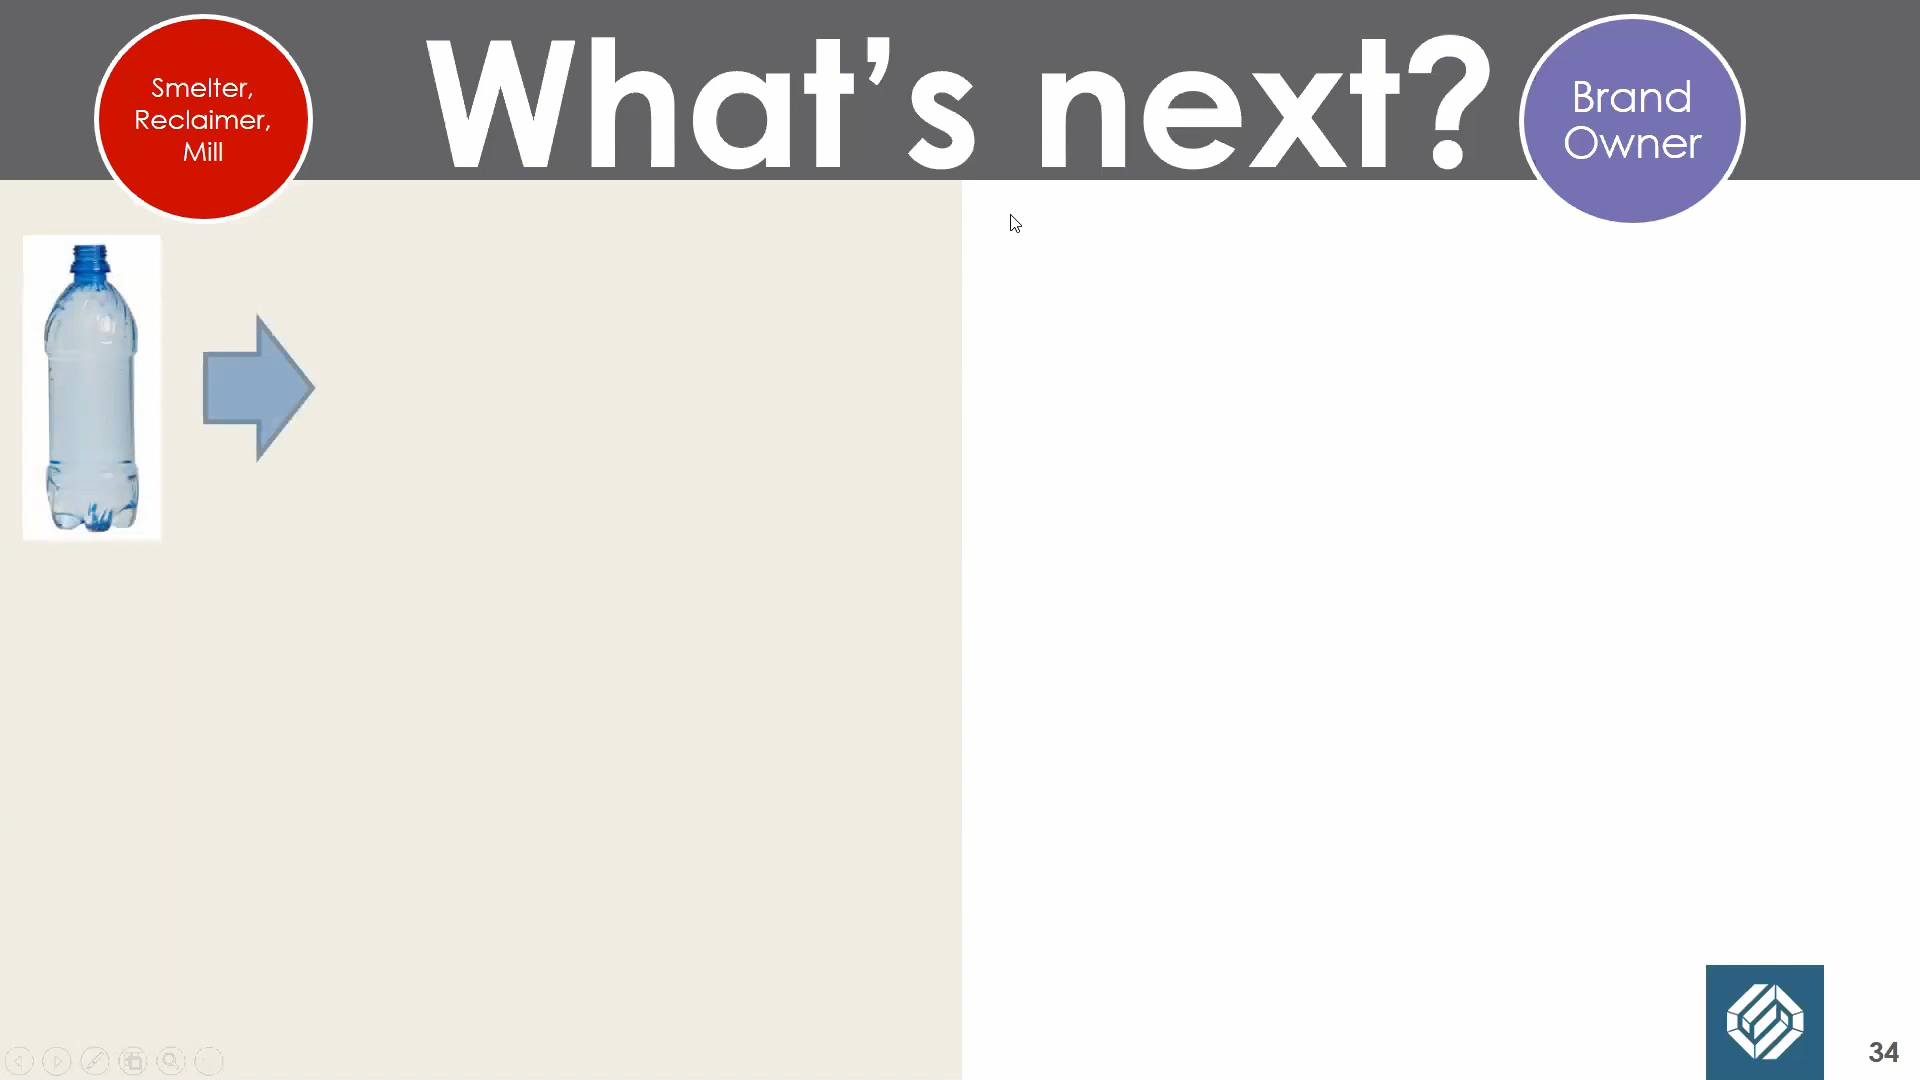 Smelter,
Reclaimer,
Mill
What's next?
Brand
Owner
34